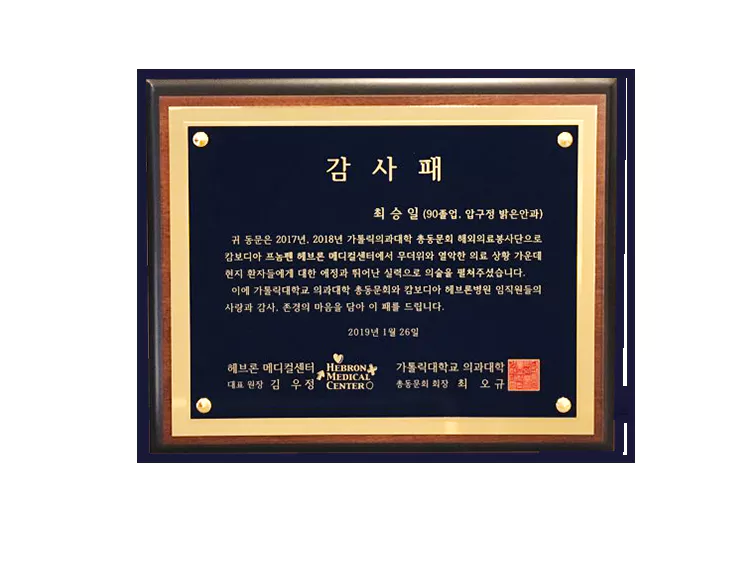 감 사 패
최 승 일 (90졸업, 압구정 밝은안과)
귀 동문은 2017년, 2018년 가톨릭의과대학 총동문회 해외의료봉사단으로
캄보디아 프놈펜 헤브론 메디컬센터에서 무더위와 열악한 의료 상황 가운데
현지 환자들에게 대한 애정과 뛰어난 실력으로 의술을 펼쳐주셨습니다.
이에 가톨릭대학교 의과대학 총동문회와 캄보디아 헤브론병원 임직원들의
사랑과 감사, 존경의 마음을 담아 이 패를 드립니다.
2019년 1월 26일
헤브론 메디컬센터
대표 원장 김 우정
HEBRON
MEDICAL
CENTER
가톨릭대학교 의과대학
총동문회 회장 최 오규